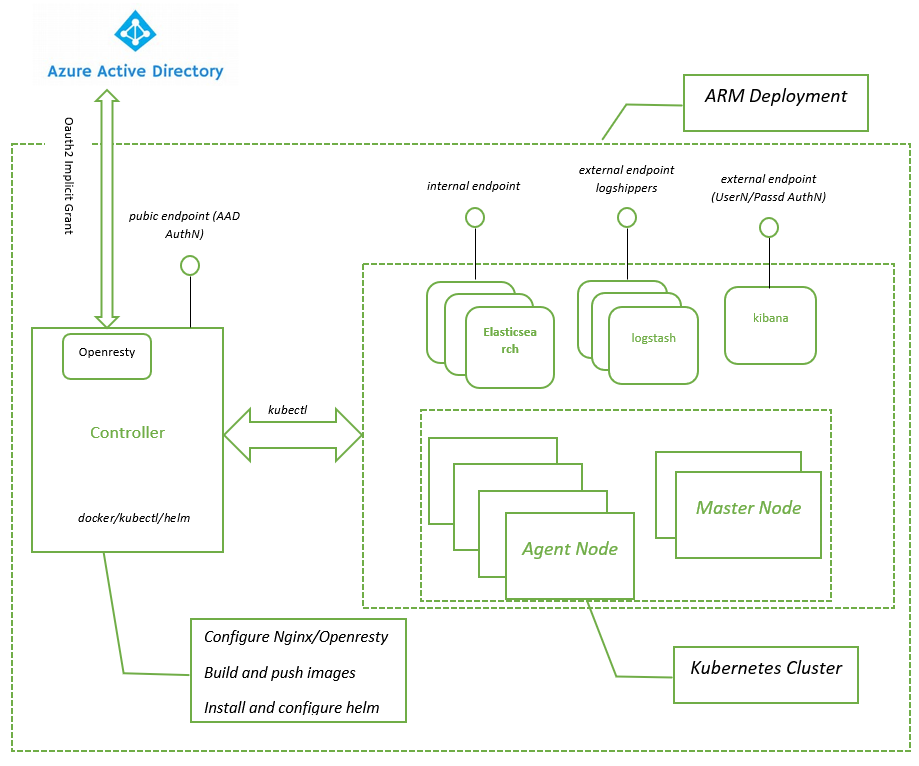 Azure Active Directory
ARM Deployment
Oauth2 Implicit Grant
internal endpoint
external endpoint
logshippers
external endpoint
(UserN/Passd AuthN)
pubic endpoint (AAD
AuthN)
Openresty
Controller
docker/kubectl/helm
kubectl
Elasticsea
rch
logstash
kibana
Agent Node
Master Node
Configure Nginx/Openresty
Build and push images
Install and configure helm
Kubernetes Cluster